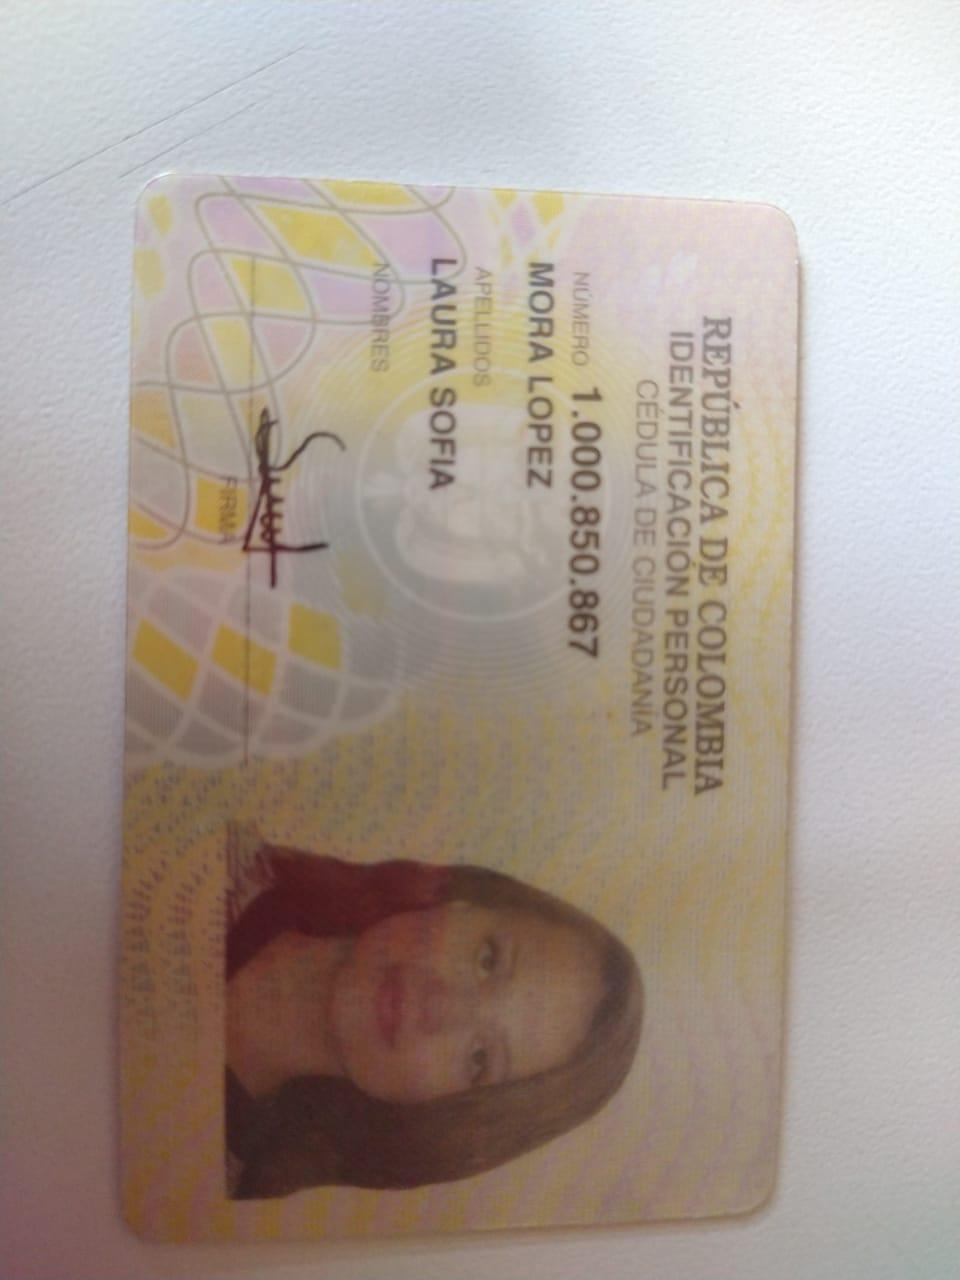 REPÚBLICA DE COLOMBIA
IDENTIFICACIÓN PERSONAL
CÉDULA DE CIUDADANÍA
NÚMERO 1.000.850.867
MORA LOPEZ
APELLIDOS
LAURA SOFIA
NOMBRES
FIRMA